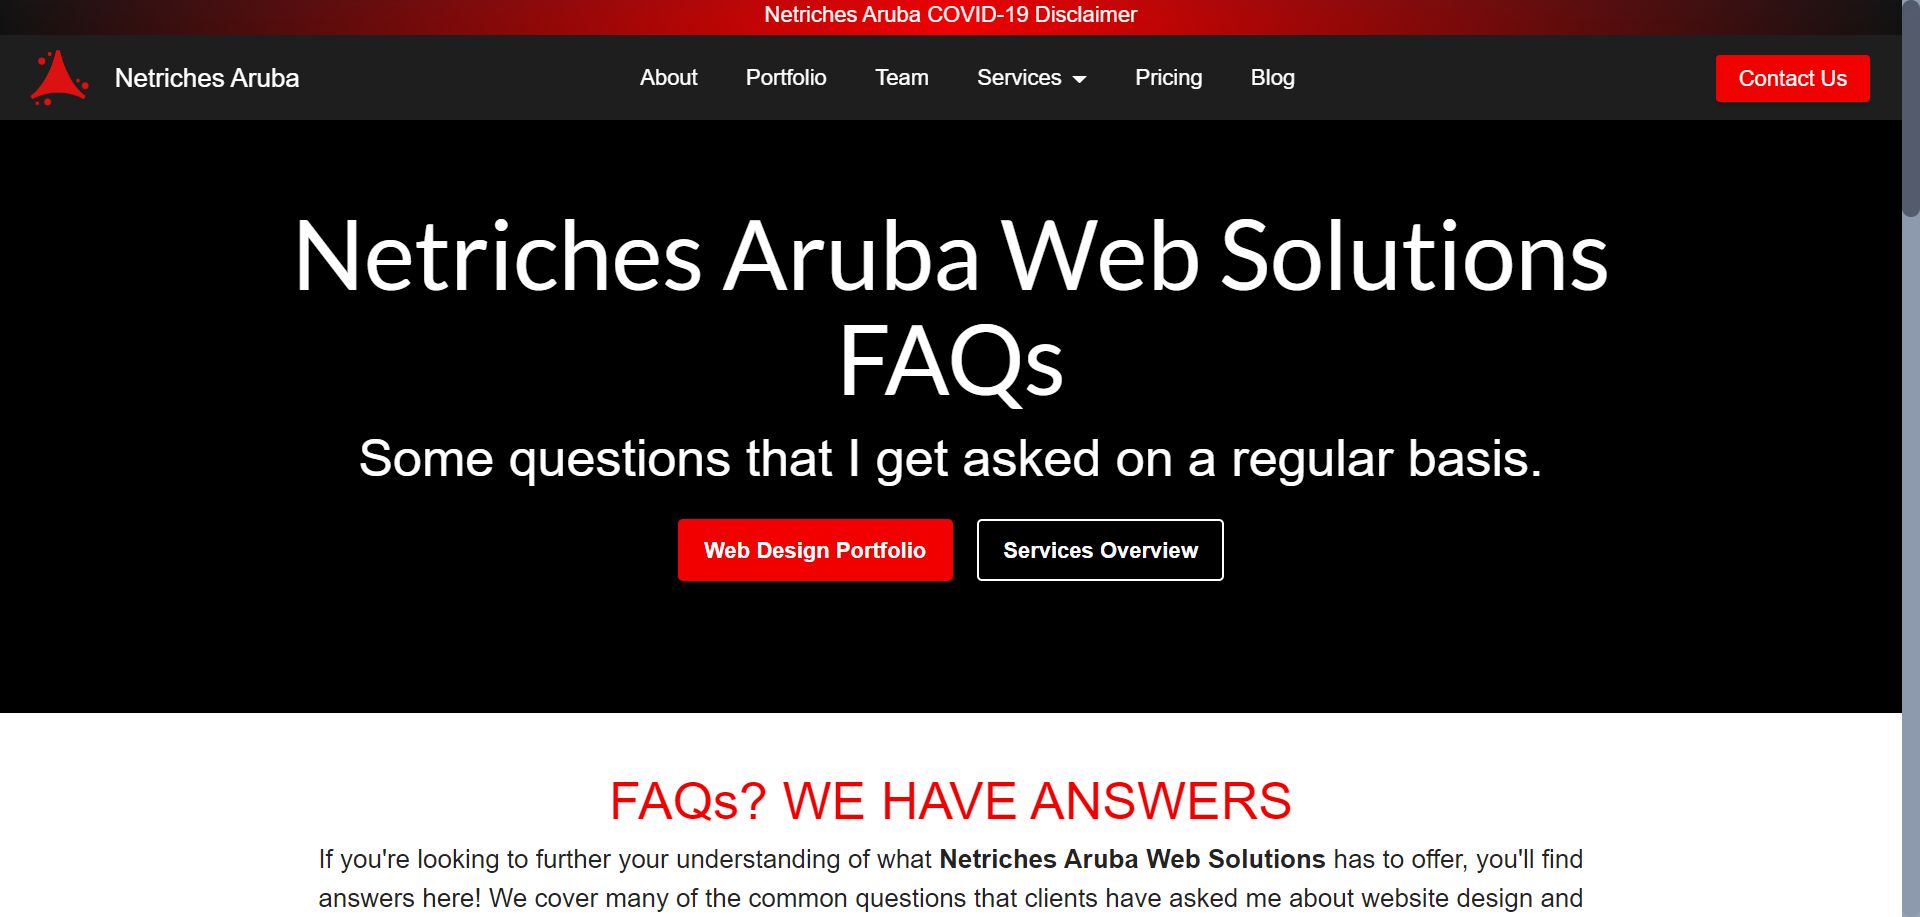 Netriches Aruba COVID-19 Disclaimer
Netriches Aruba
About Portfolio Team Services Pricing Blog
Contact Us
Netriches Aruba Web Solutions
FAQs
Some questions that I get asked on a regular basis.
Web Design Portfolio Services Overview
FAQs? WE HAVE ANSWERS
If you're looking to further your understanding of what Netriches Aruba Web Solutions has to offer, you'll find
answers here! We cover many of the common questions that clients have asked me about website design and